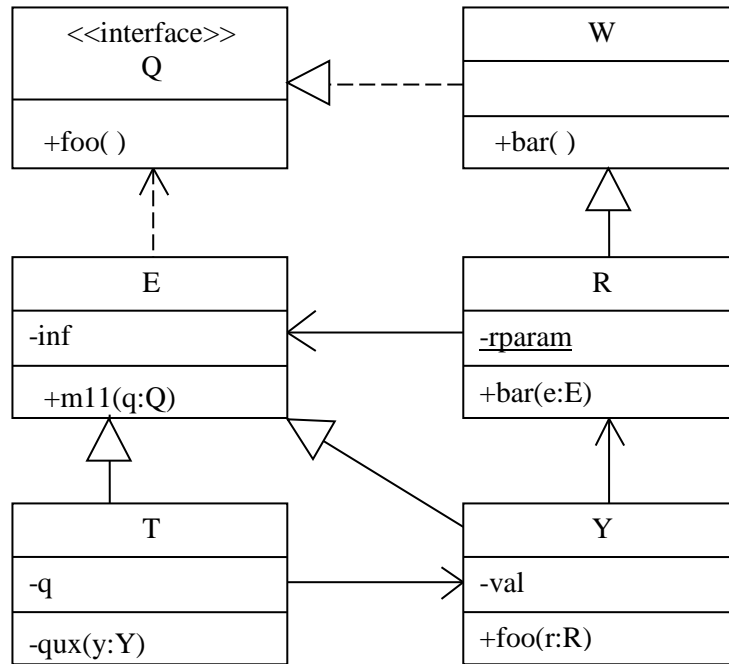 <<interface>>
Q
+foo( )
W
+bar( )
E
-inf
+m11(q:Q)
R
-rparam
+bar(e:E)
T
-q
-qux(y:Y)
Y
-val
+foo(r:R)